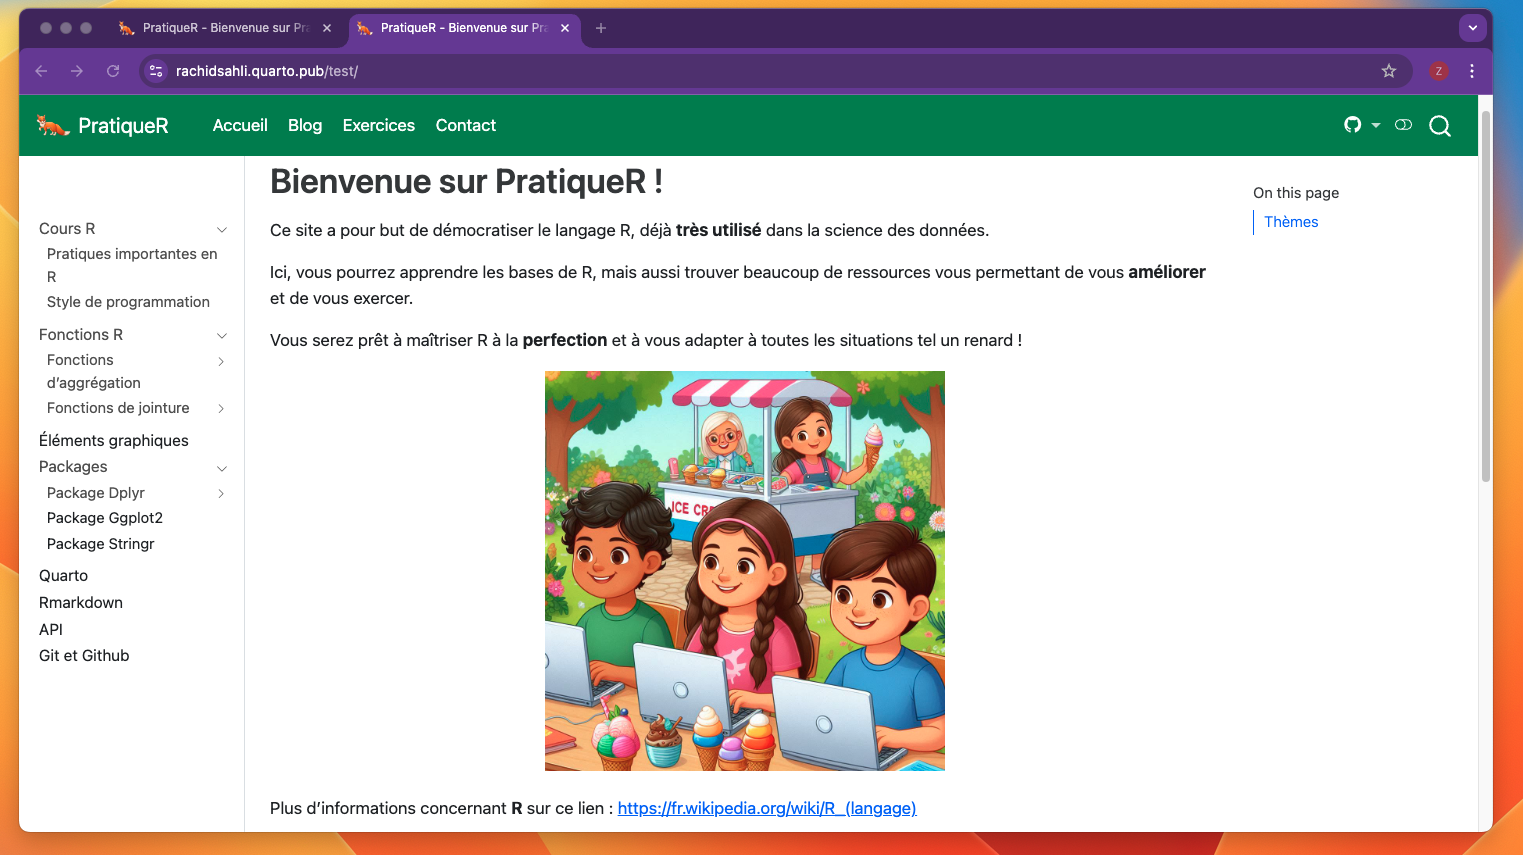 PratiqueR - Bienvenue sur Pra
PratiqueR - Bienvenue sur Pra
rachidsahli.quarto.pub/test/
Z
PratiqueR
Accueil Blog Exercices Contact
Cours R
Pratiques importantes en
R
Style de programmation
Fonctions R
Fonctions
d’aggrégation
Fonctions de jointure
Éléments graphiques
Packages
Package Dplyr
Package Ggplot2
Package Stringr
Quarto
Rmarkdown
API
Git et Github
Bienvenue sur PratiqueR !
Ce site a pour but de démocratiser le langage R, déjà très utilisé dans la science des données.
Ici, vous pourrez apprendre les bases de R, mais aussi trouver beaucoup de ressources vous permettant de vous améliorer
et de vous exercer.
Vous serez prêt à maîtriser R à la perfection et à vous adapter à toutes les situations tel un renard !
ICE CR
Plus d’informations concernant R sur ce lien : https://fr.wikipedia.org/wiki/R_(langage)
On this page
Thèmes